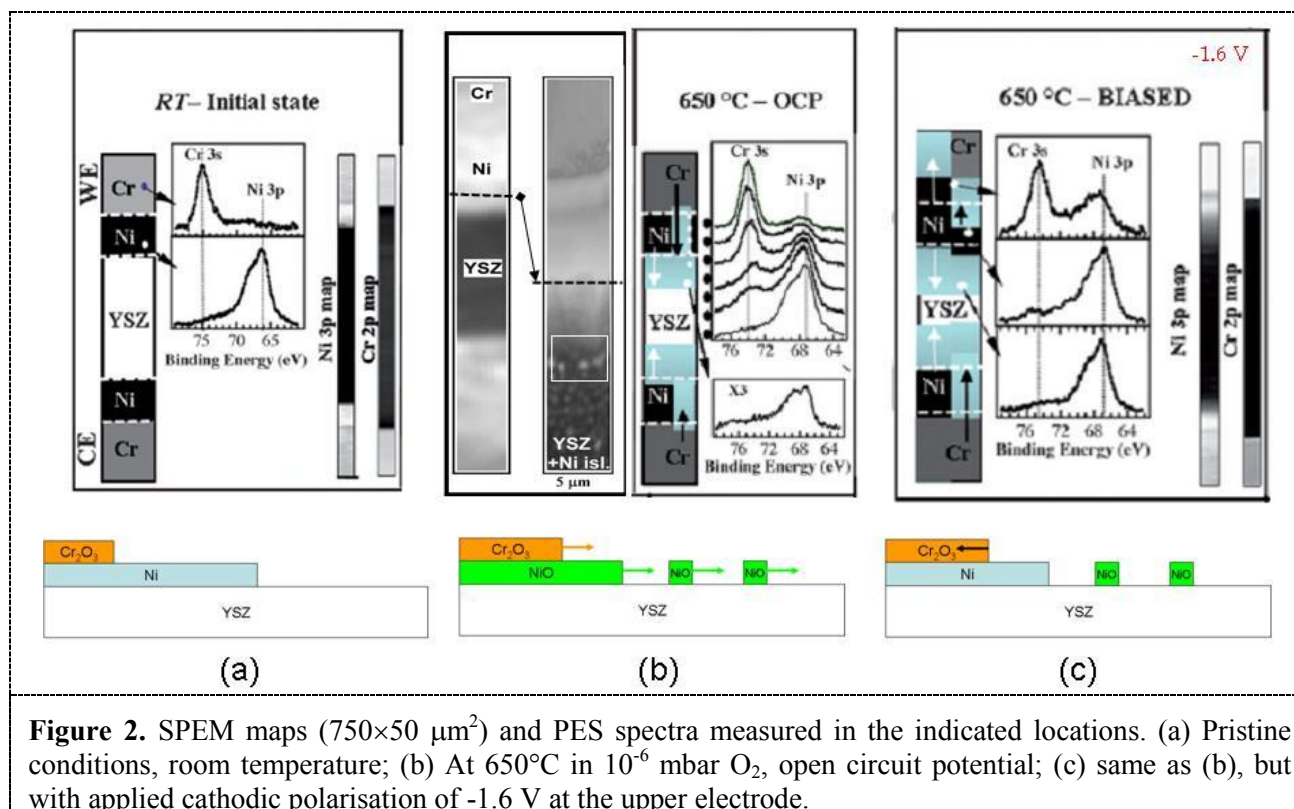 RT– Initial state
WE
Cr
Ni
YSZ
Ni
Cr
CE
Cr 3s
Ni 3p
75 70 65
Binding Energy (eV)
Ni 3p map
Cr 2p map
Cr
Ni
YSZ
YSZ
+Ni isl.
5 μm
650 °C – OCP
Ni
YSZ
Ni
Cr
Cr 3s
Ni 3p
76 72 68 64
X3
76 72 68 64
Binding Energy (eV)
-1.6 V
650 °C – BIASED
Cr
Ni
YSZ
Ni
Cr
Cr 3s
Ni 3p
76 72 68 64
Binding Energy (eV)
Ni 3p map
Cr 2p map
Cr₂O₃
Ni
YSZ
(a)
Cr₂O₃
NiO NiO NiO
YSZ
(b)
Cr₂O₃
Ni NiO NiO
YSZ
(c)
Figure 2. SPEM maps (750×50 μm²) and PES spectra measured in the indicated locations. (a) Pristine
conditions, room temperature; (b) At 650°C in 10⁻⁶ mbar O₂, open circuit potential; (c) same as (b), but
with applied cathodic polarisation of -1.6 V at the upper electrode.